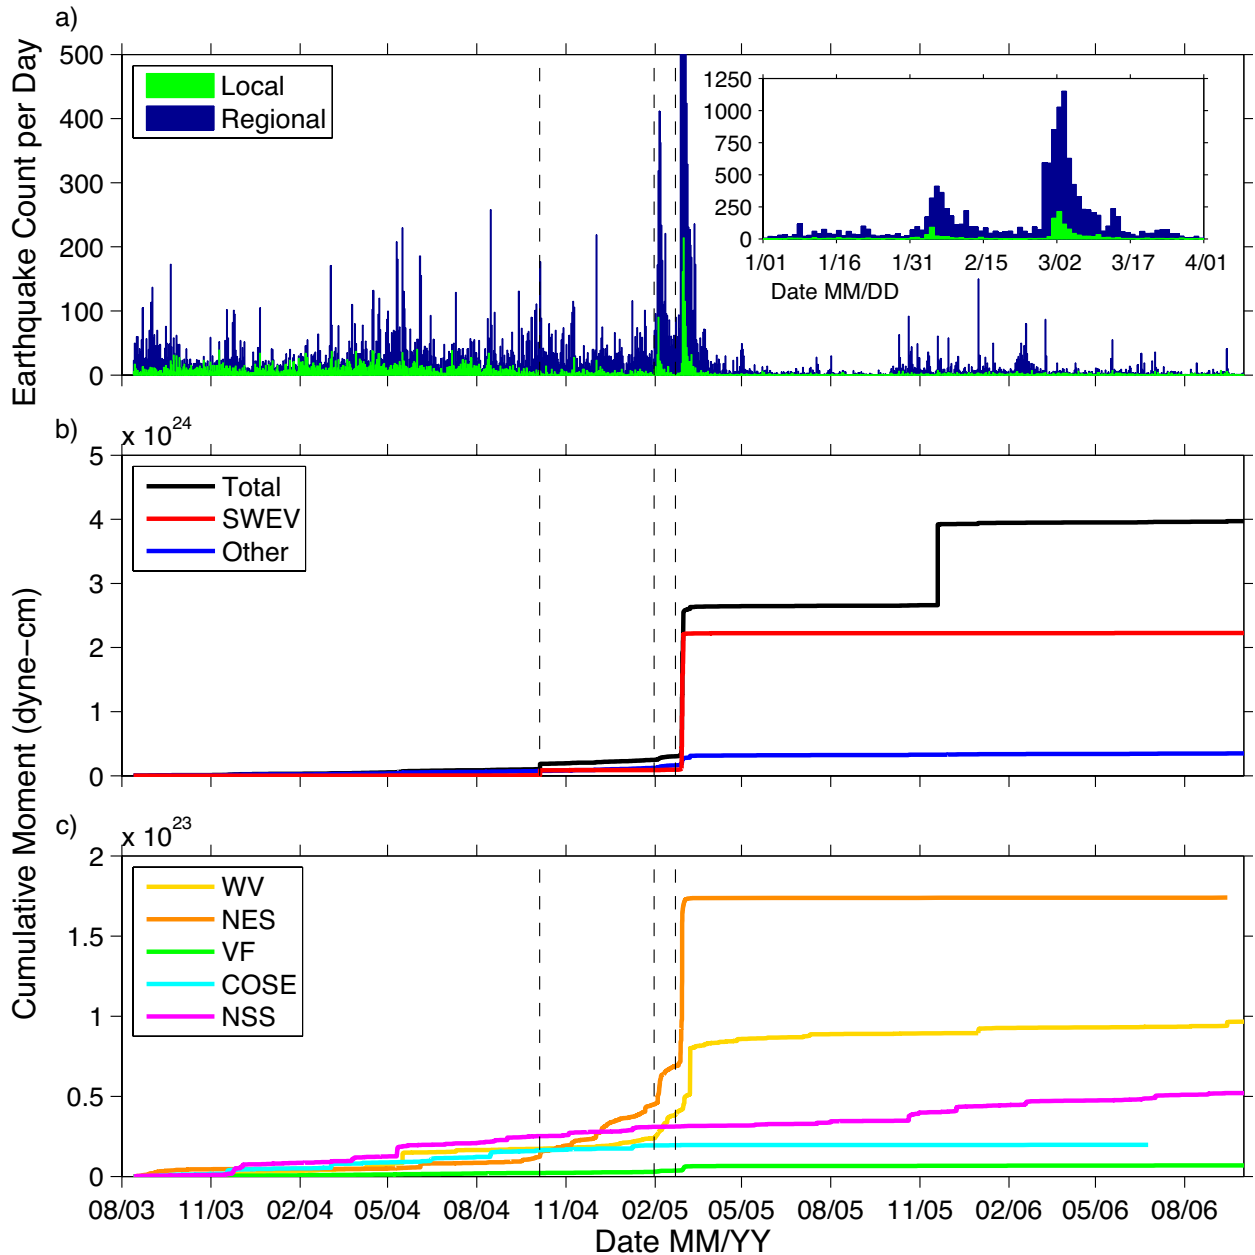 a)
Earthquake Count per Day
500
400
300
200
100
0
Local
Regional
1250
1000
750
500
250
0
1/01 1/16 1/31 2/15 3/02 3/17 4/01
Date MM/DD
b)
x 10^24
5
4
3
2
1
0
Total
SWEV
Other
Cumulative Moment (dyne−cm)
c)
x 10^23
2
1.5
1
0.5
0
WV
NES
VF
COSE
NSS
08/03 11/03 02/04 05/04 08/04 11/04 02/05 05/05 08/05 11/05 02/06 05/06 08/06
Date MM/YY